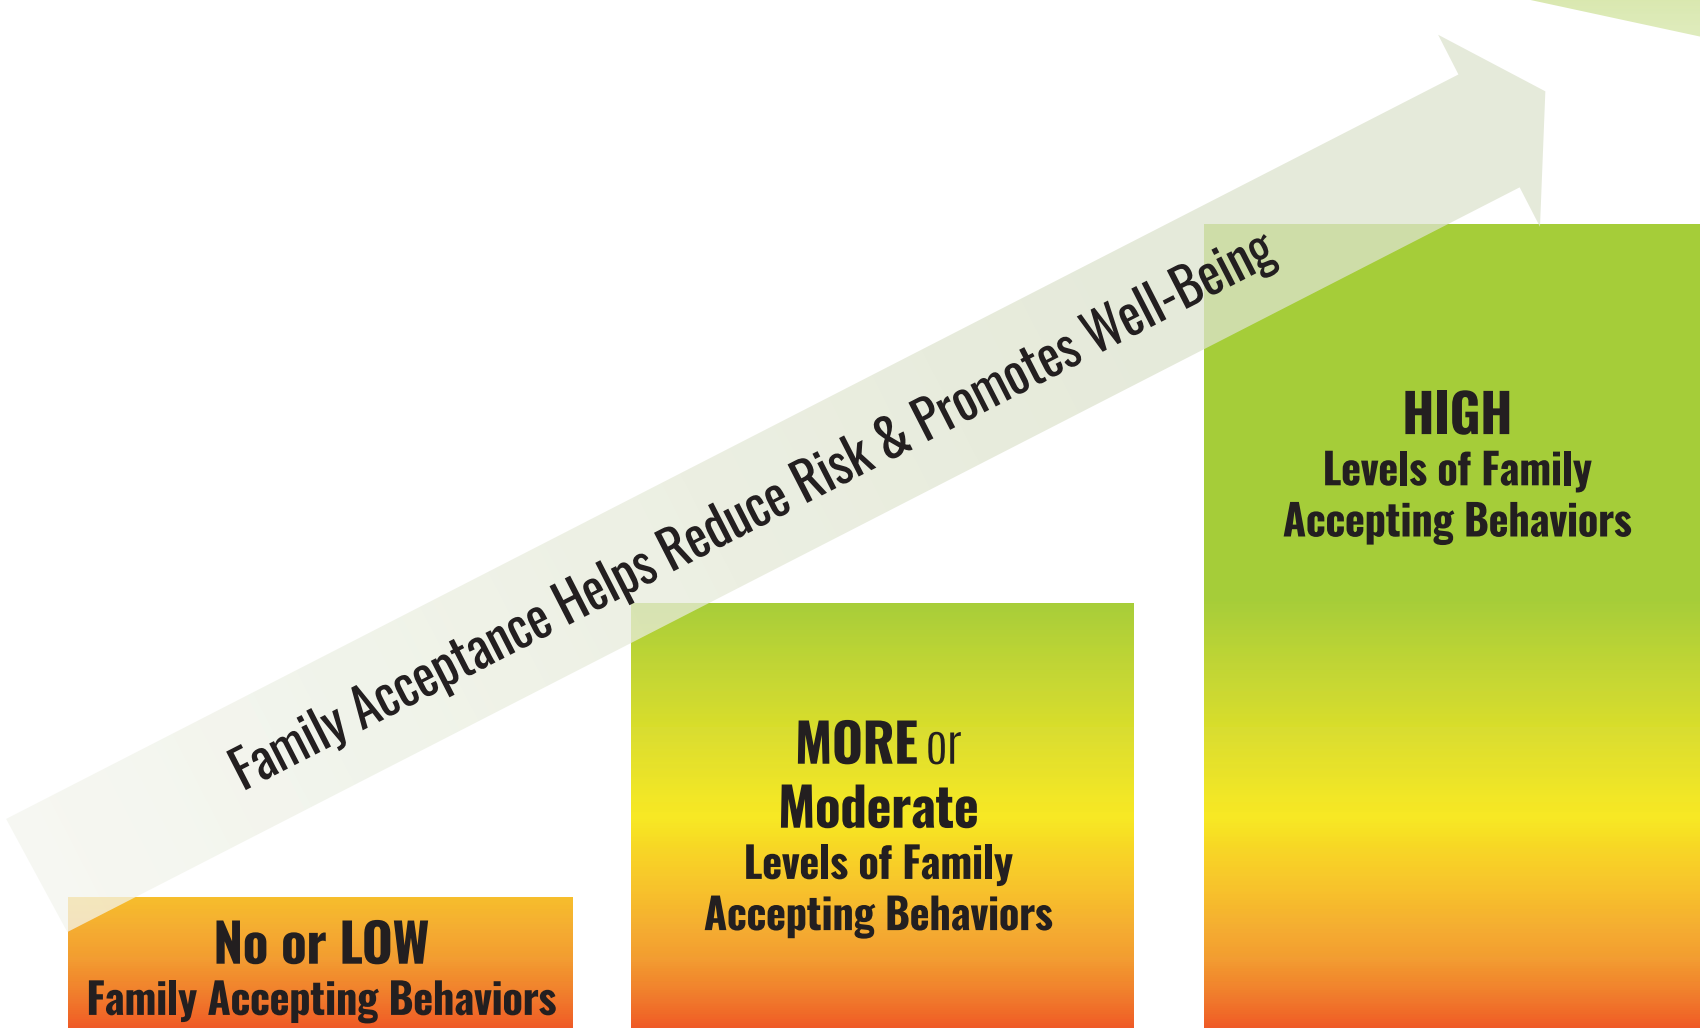 Family Acceptance Helps Reduce Risk & Promotes Well-Being
HIGH
Levels of Family
Accepting Behaviors
MORE or
Moderate
Levels of Family
Accepting Behaviors
No or LOW
Family Accepting Behaviors